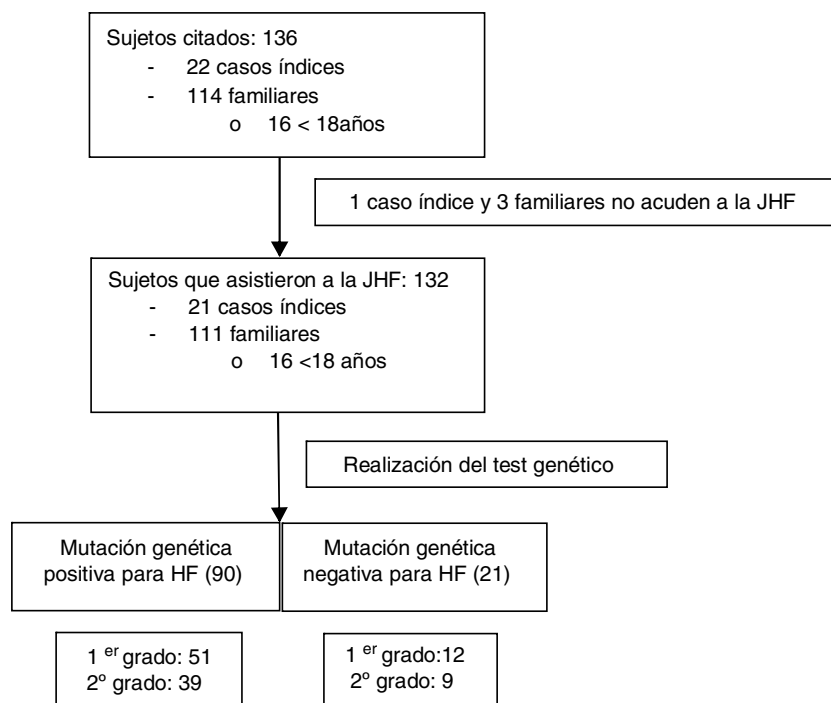 Sujetos citados: 136
- 22 casos índices
- 114 familiares
o 16 < 18años
1 caso índice y 3 familiares no acuden a la JHF
Sujetos que asistieron a la JHF: 132
- 21 casos índices
- 111 familiares
o 16 <18 años
Realización del test genético
Mutación genética
positiva para HF (90)
Mutación genética
negativa para HF (21)
1 er grado: 51
2º grado: 39
1 er grado:12
2º grado: 9